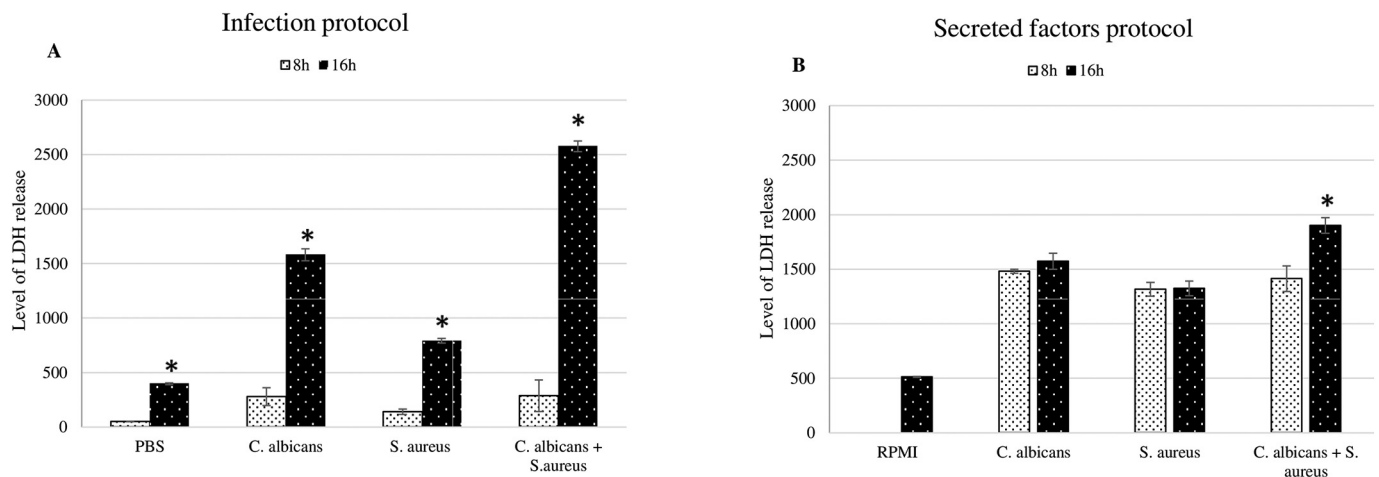 Infection protocol
A
8h 16h
Level of LDH release
3000
2500
2000
1500
1000
500
0
*
*
*
*
PBS
C. albicans
S. aureus
C. albicans +
S.aureus
Secreted factors protocol
B
8h 16h
Level of LDH release
3000
2500
2000
1500
1000
500
0
*
RPMI
C. albicans
S. aureus
C. albicans + S.
aureus